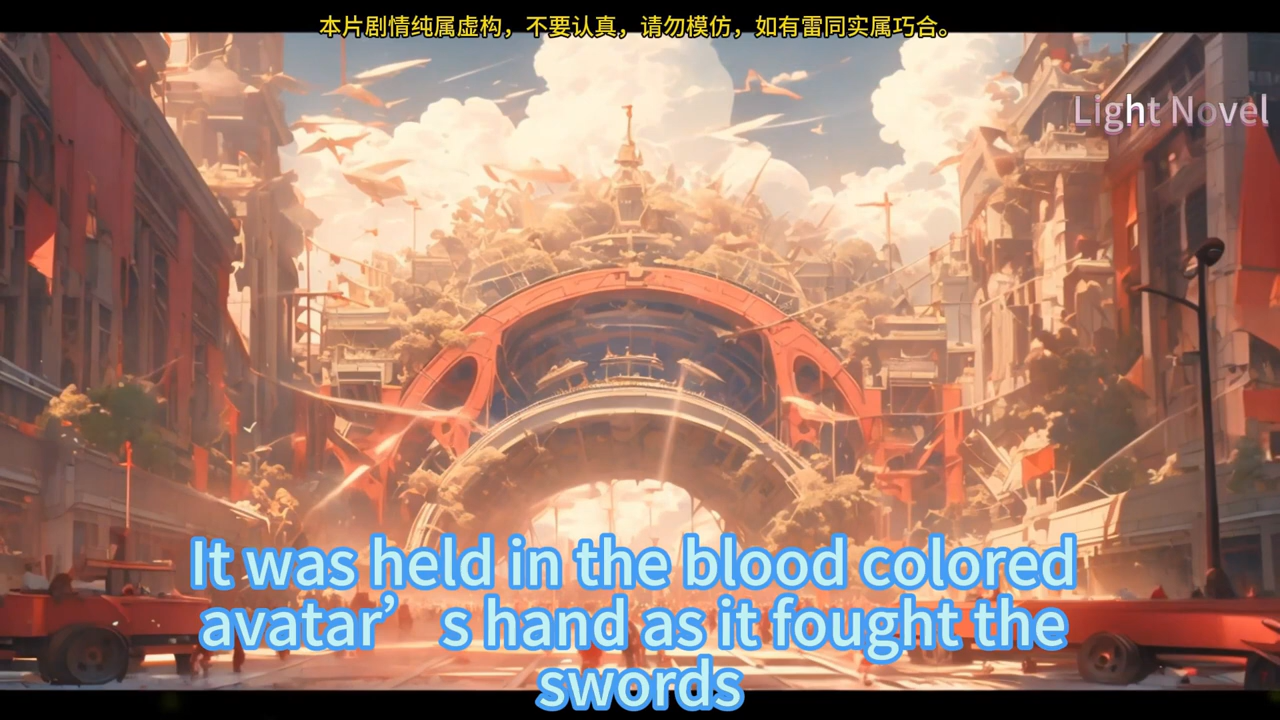 本片剧情纯属虚构，不要认真，请勿模仿，如有雷同实属巧合。
Light Novel
It was held in the blood colored
avatar’s hand as it fought the
swords